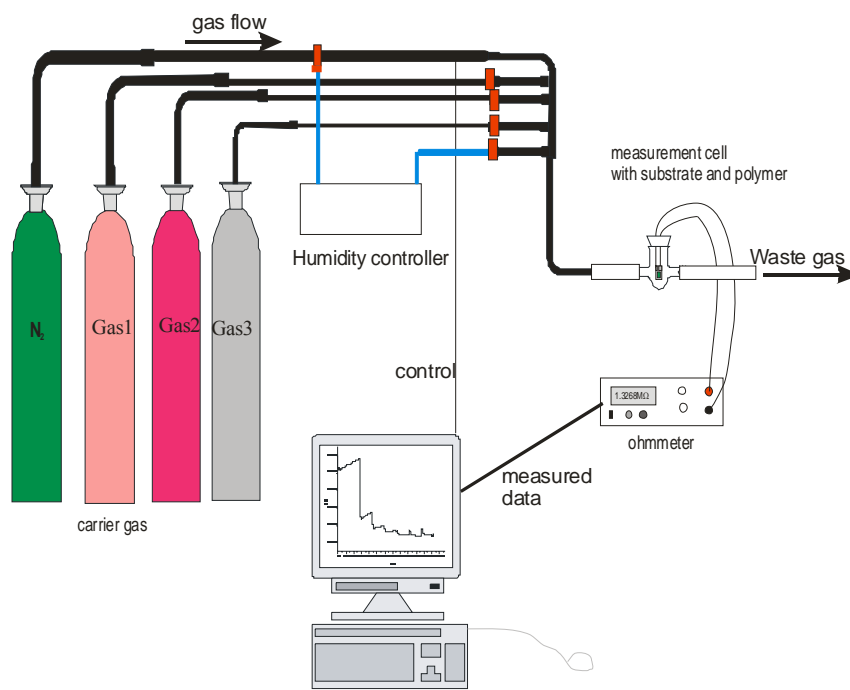 gas flow
measurement cell
with substrate and polymer
Humidity controller
Waste gas
N2
Gas1
Gas2
Gas3
control
1.3268MΩ
ohmmeter
measured
data
carrier gas